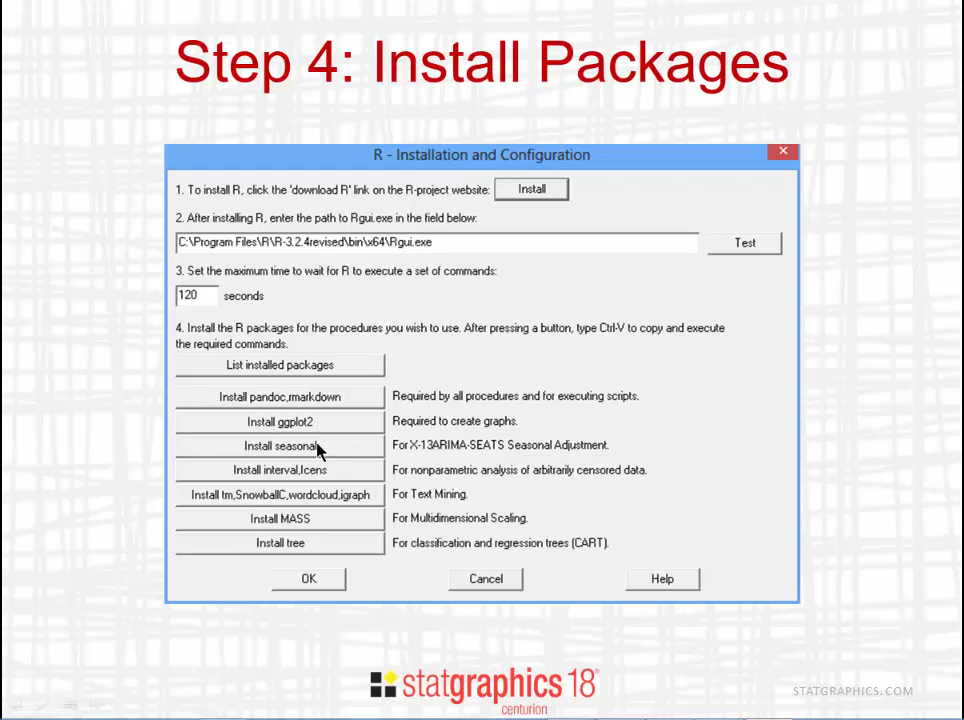 Step 4: Install Packages
R - Installation and Configuration
1. To install R, click the 'download R' link on the R-project website: Install
2. After installing R, enter the path to Rgui.exe in the field below:
C:\Program Files\R\R-3.2.4revised\bin\x64\Rgui.exe Test
3. Set the maximum time to wait for R to execute a set of commands:
120 seconds
4. Install the R packages for the procedures you wish to use. After pressing a button, type Ctrl-V to copy and execute
the required commands.
List installed packages
Install pandoc,rmarkdown Required by all procedures and for executing scripts.
Install ggplot2 Required to create graphs.
Install seasonal For X-13ARIMA-SEATS Seasonal Adjustment.
Install interval,Icens For nonparametric analysis of arbitrarily censored data.
Install tm,SnowballC,wordcloud,igraph For Text Mining.
Install MASS For Multidimensional Scaling.
Install tree For classification and regression trees (CART).
OK Cancel Help
statgraphics 18®
centurion
STATGRAPHICS.COM